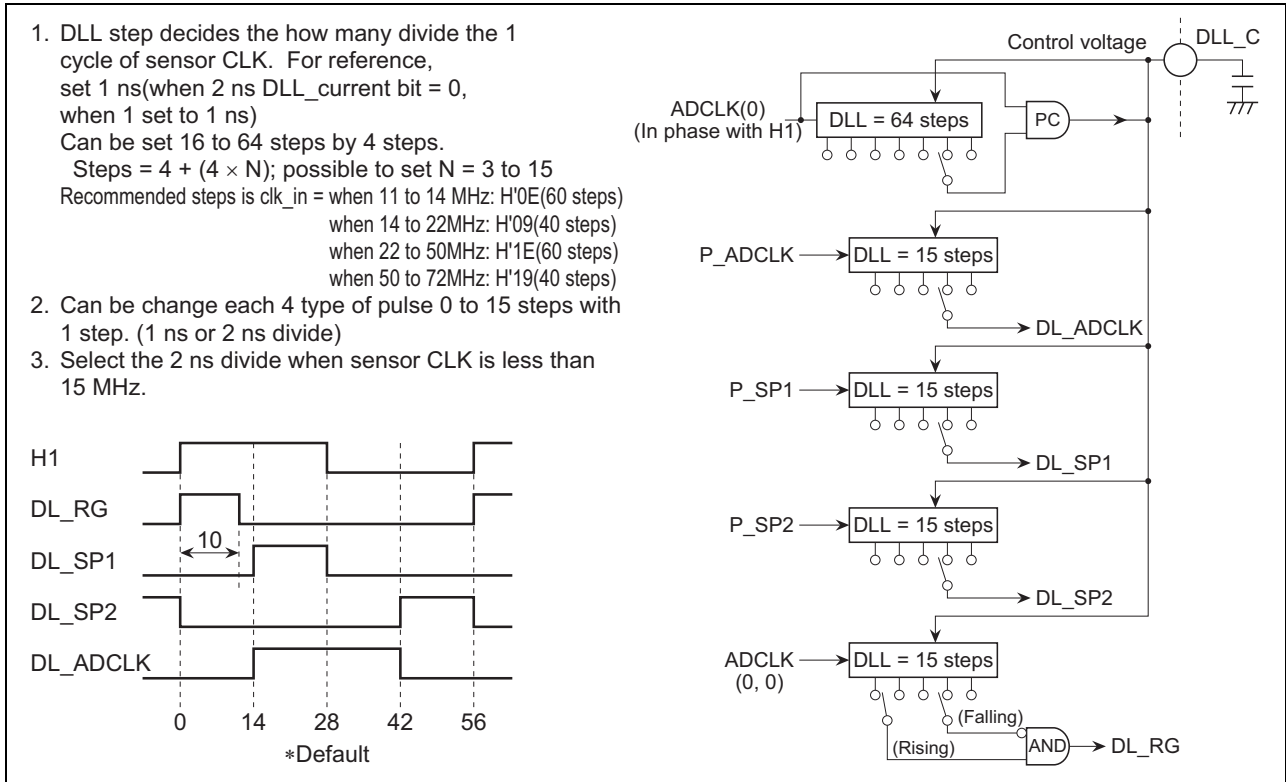 1. DLL step decides the how many divide the 1
cycle of sensor CLK. For reference,
set 1 ns(when 2 ns DLL_current bit = 0,
when 1 set to 1 ns)
Can be set 16 to 64 steps by 4 steps.
Steps = 4 + (4 × N); possible to set N = 3 to 15
Recommended steps is clk_in = when 11 to 14 MHz: H'0E(60 steps)
when 14 to 22MHz: H'09(40 steps)
when 22 to 50MHz: H'1E(60 steps)
when 50 to 72MHz: H'19(40 steps)
2. Can be change each 4 type of pulse 0 to 15 steps with
1 step. (1 ns or 2 ns divide)
3. Select the 2 ns divide when sensor CLK is less than
15 MHz.
H1
DL_RG
10
DL_SP1
DL_SP2
DL_ADCLK
0 14 28 42 56
*Default
Control voltage
DLL_C
ADCLK(0)
(In phase with H1)
DLL = 64 steps
PC
P_ADCLK
DLL = 15 steps
DL_ADCLK
P_SP1
DLL = 15 steps
DL_SP1
P_SP2
DLL = 15 steps
DL_SP2
ADCLK
(0, 0)
DLL = 15 steps
(Falling)
(Rising)
AND
DL_RG